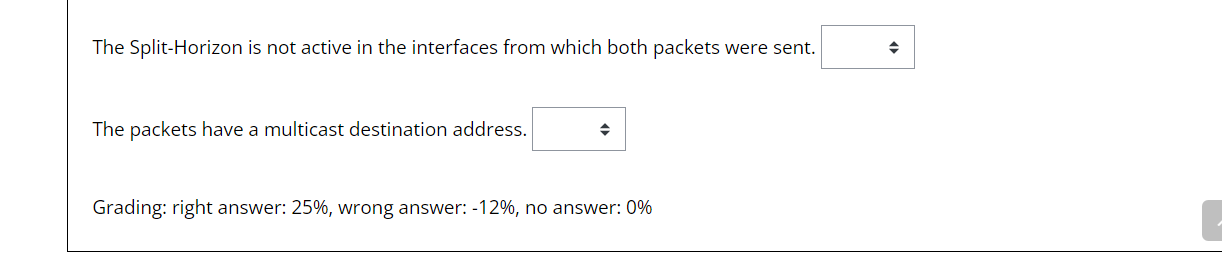 The Split-Horizon is not active in the interfaces from which both packets were sent.
The packets have a multicast destination address.
Grading: right answer: 25%, wrong answer: -12%, no answer: 0%